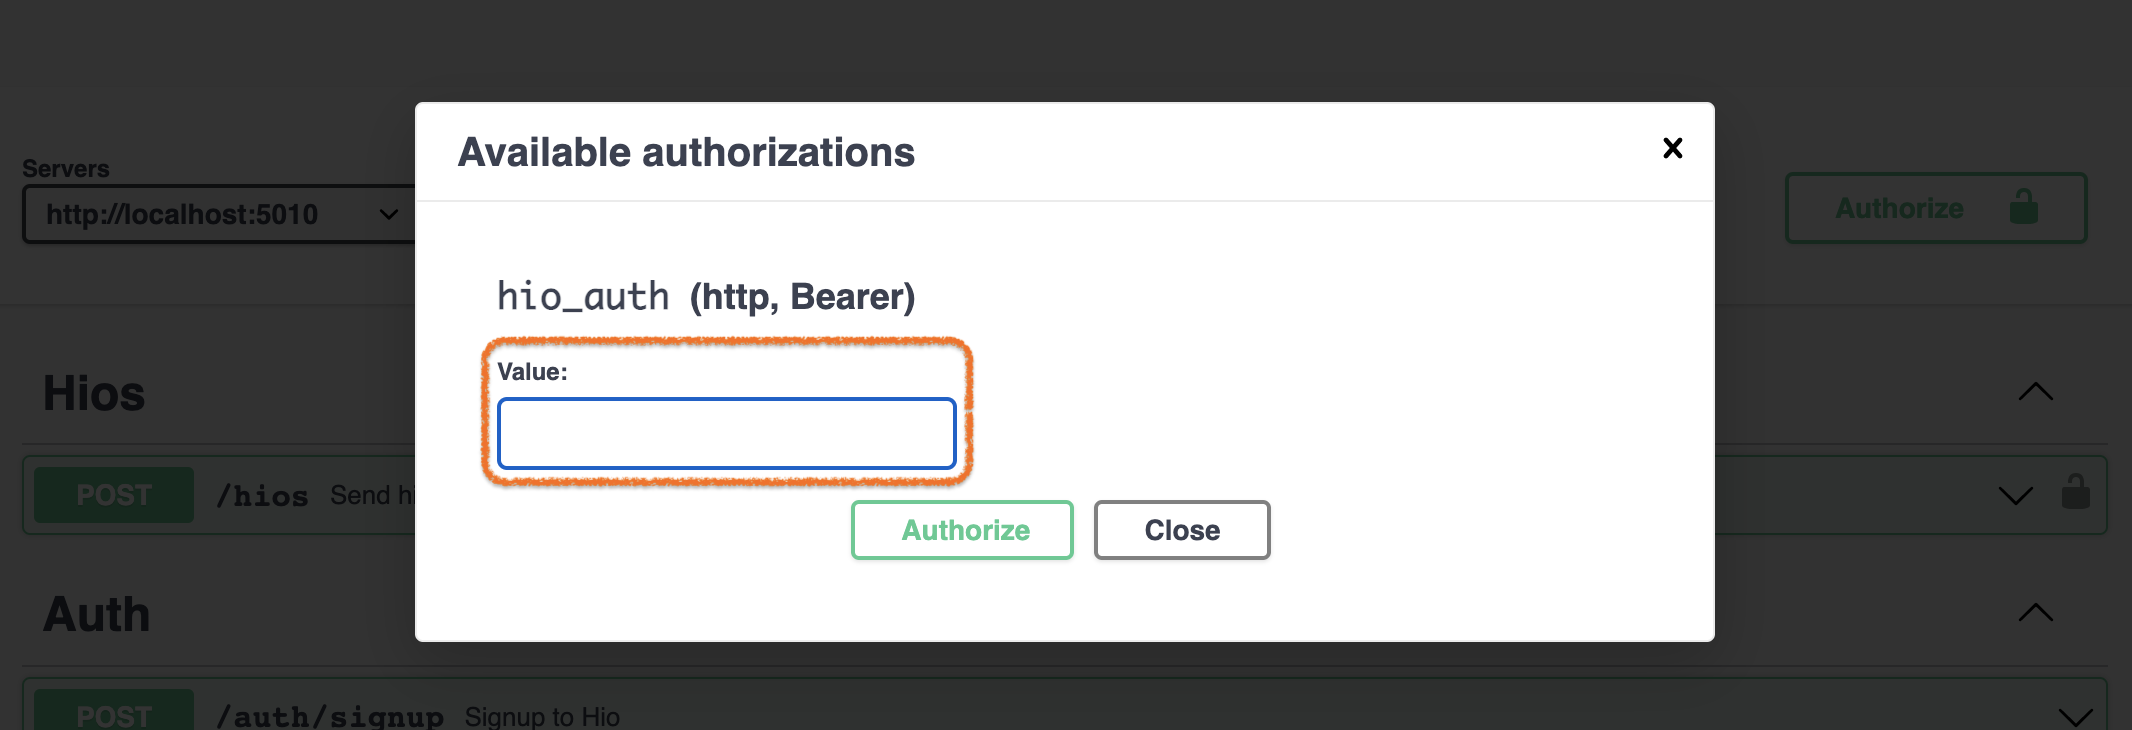 Available authorizations
Servers
http://localhost:5010
Authorize
hio_auth (http, Bearer)
Value:
Hios
POST /hios Send hi
Authorize
Close
Auth
POST /auth/signup Signup to Hio